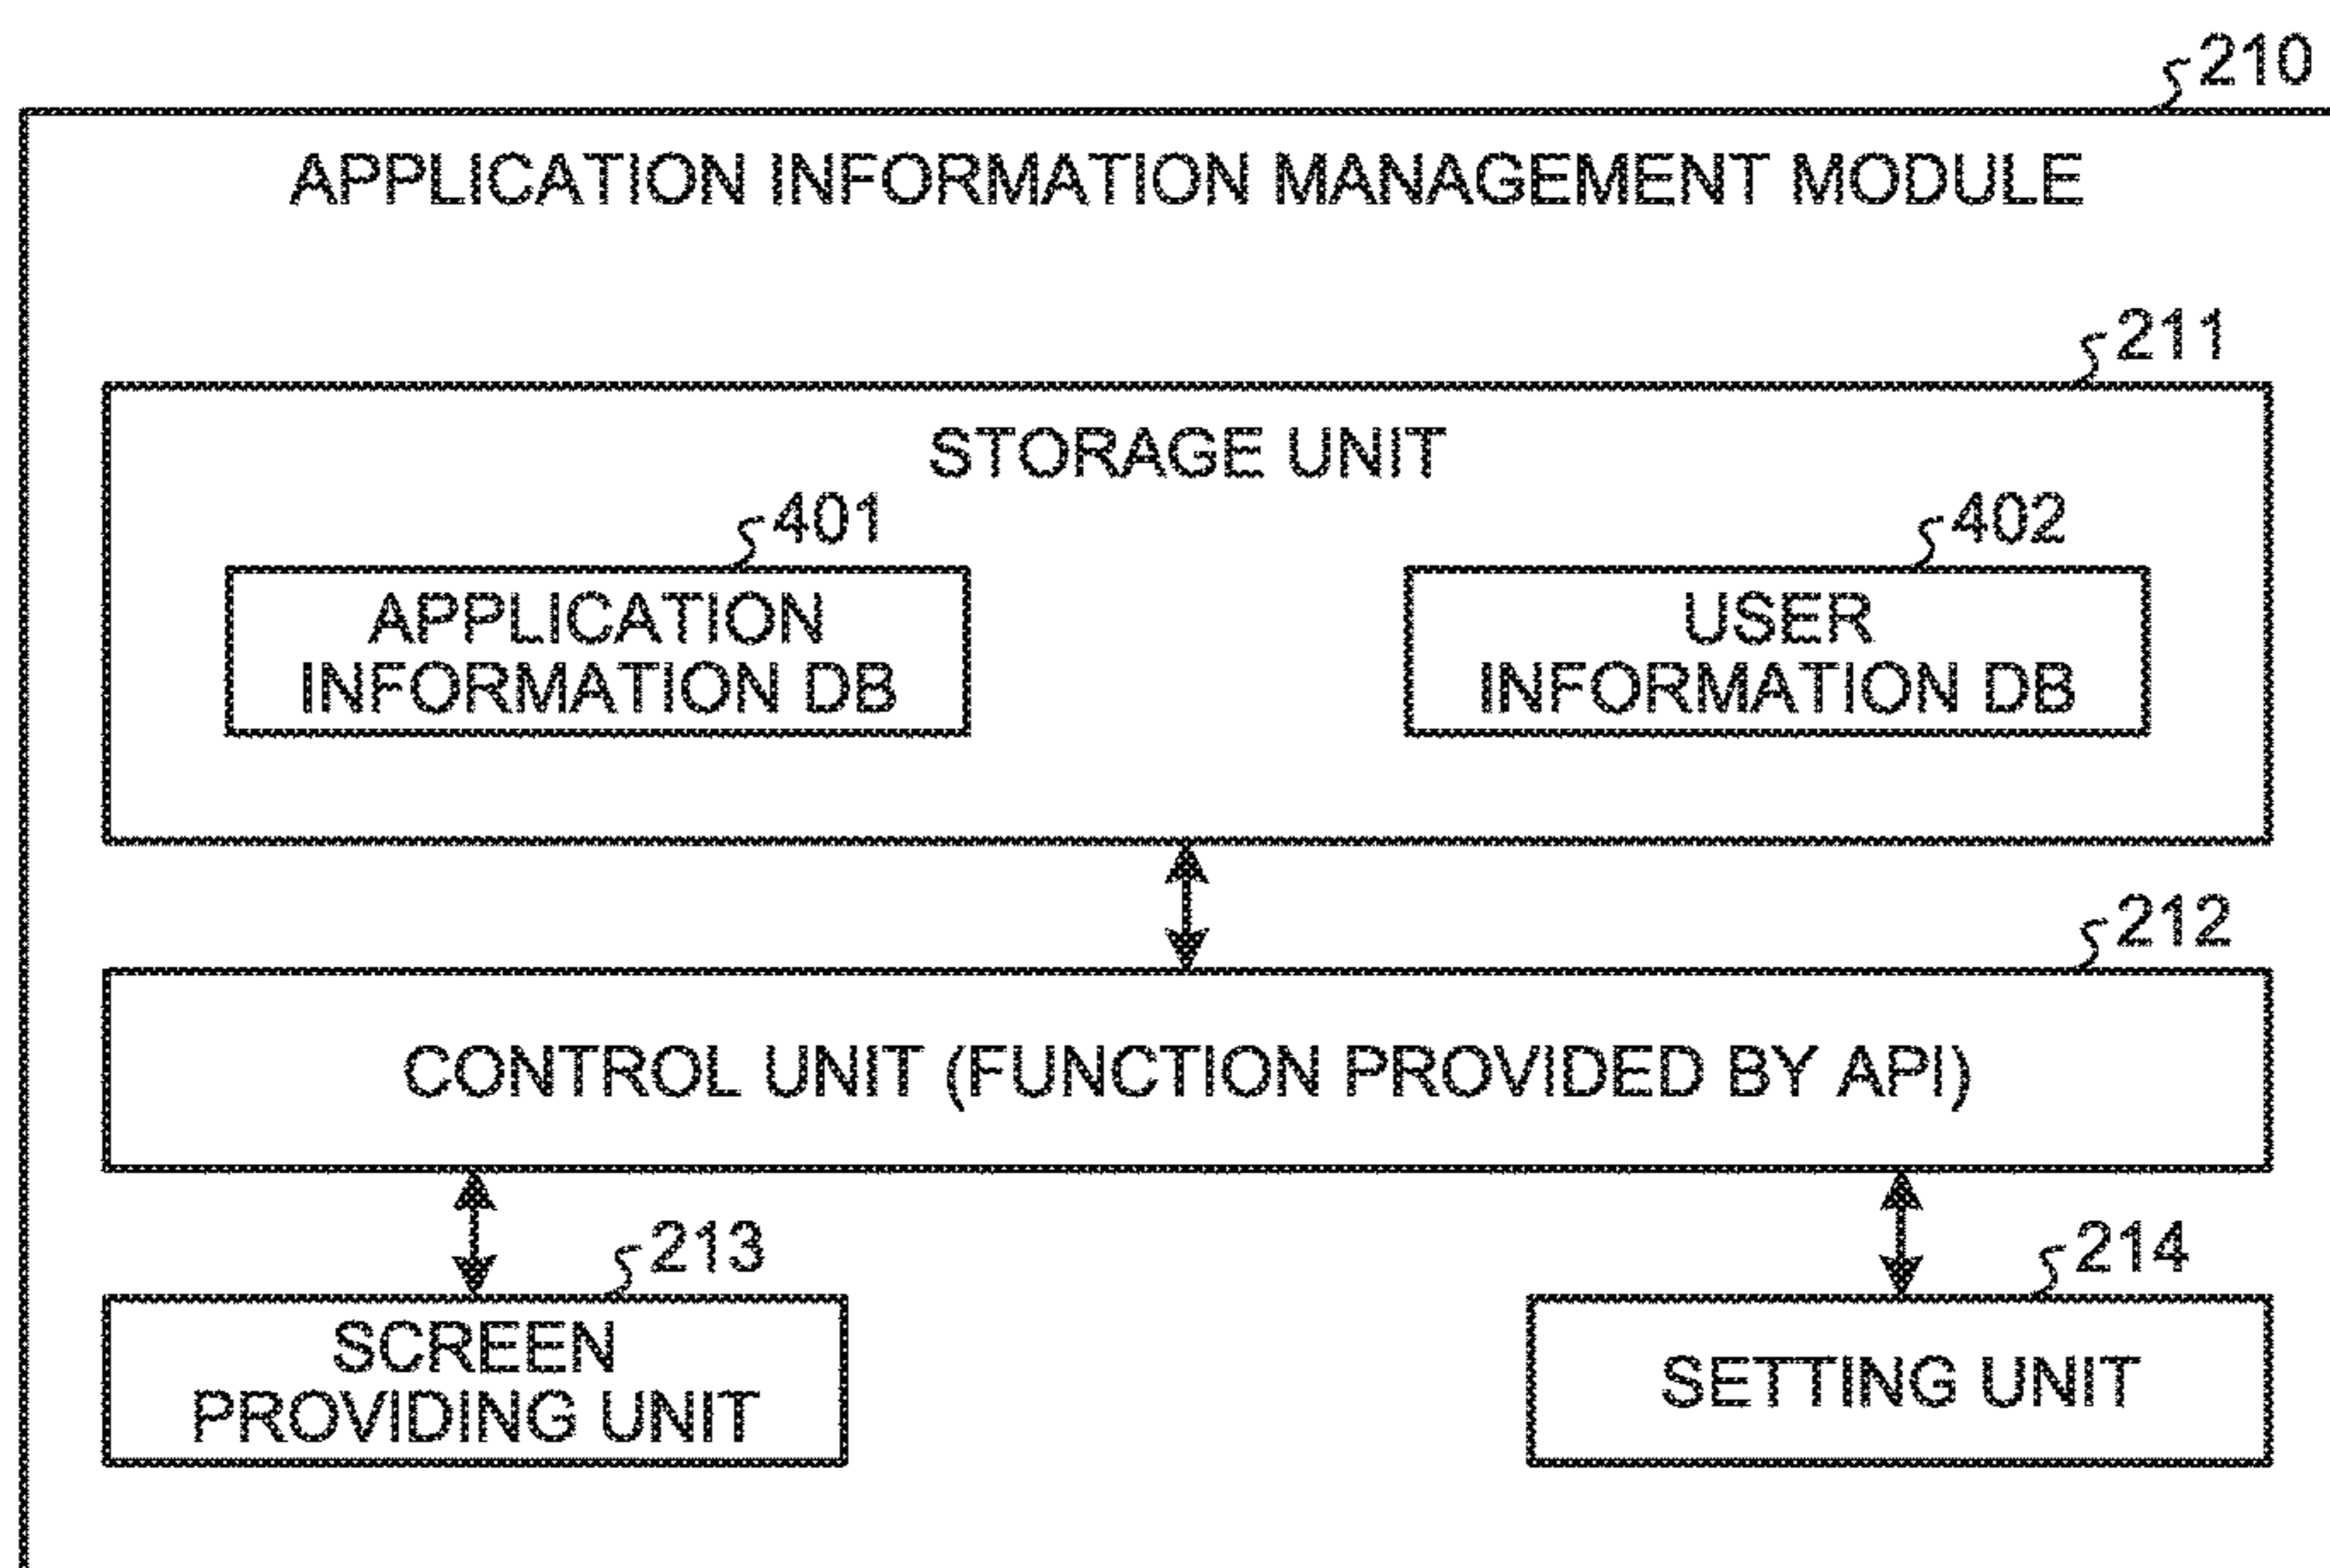 210
APPLICATION INFORMATION MANAGEMENT MODULE
211
STORAGE UNIT
401
402
APPLICATION
INFORMATION DB
USER
INFORMATION DB
212
CONTROL UNIT (FUNCTION PROVIDED BY API)
213
214
SCREEN
PROVIDING UNIT
SETTING UNIT